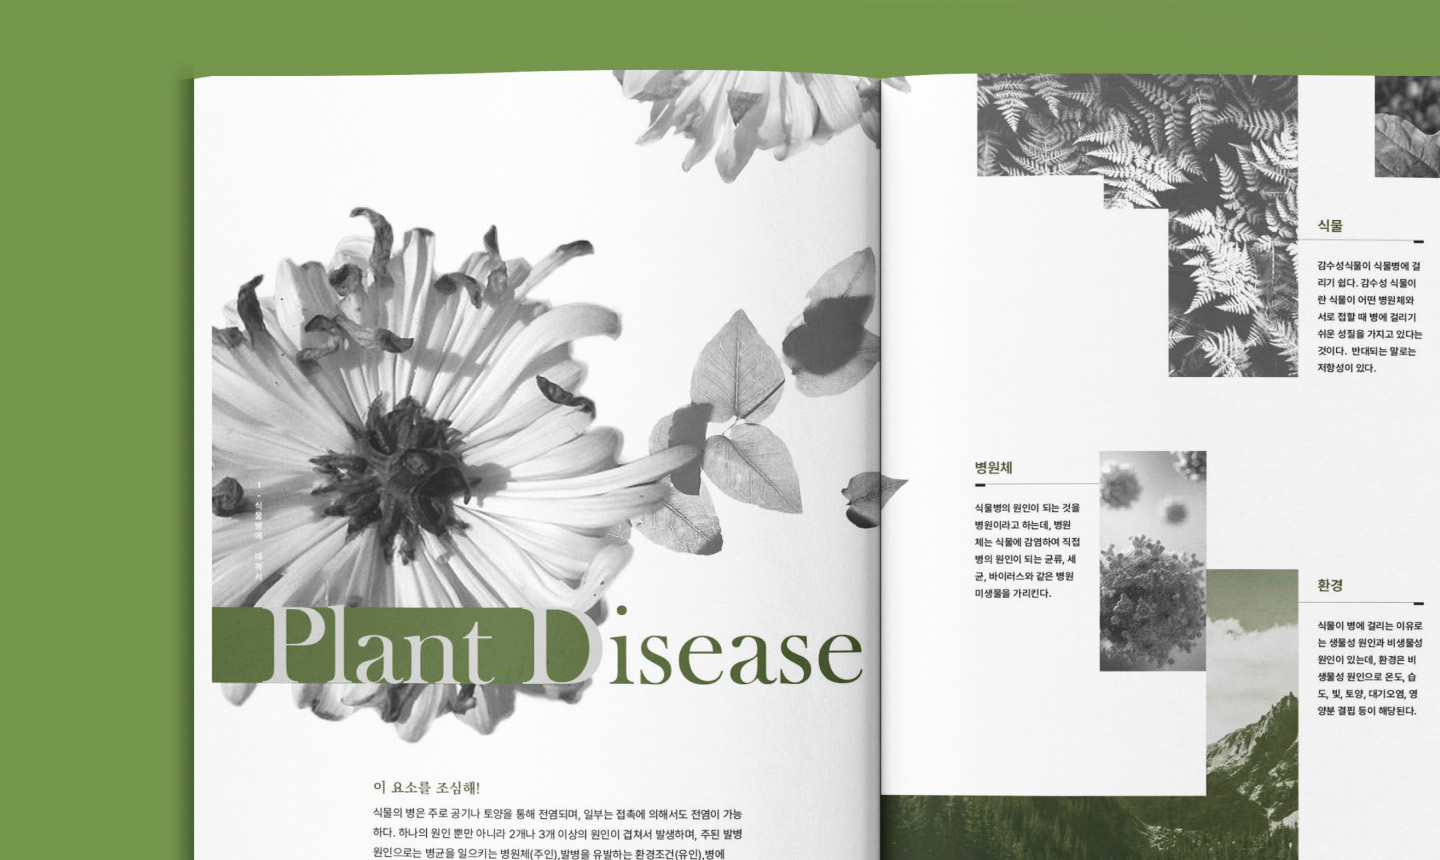 1 - 식물병에 대해서
Plant Disease
이 요소를 조심해!
식물의 병은 주로 공기나 토양을 통해 전염되며, 일부는 접촉에 의해서도 전염이 가능
하다. 하나의 원인 뿐만 아니라 2개나 3개 이상의 원인이 겹쳐서 발생하며, 주된 발병
원인으로는 병균을 일으키는 병원체(주인),발병을 유발하는 환경조건(유인),병에
식물
감수성식물이 식물병에 걸
리기 쉽다. 감수성 식물이
란 식물이 어떤 병원체와
서로 접할 때 병에 걸리기
쉬운 성질을 가지고 있다는
것이다. 반대되는 말로는
저항성이 있다.
병원체
식물병의 원인이 되는 것을
병원이라고 하는데, 병원
체는 식물에 감염하여 직접
병의 원인이 되는 균류, 세
균, 바이러스와 같은 병원
미생물을 가리킨다.
환경
식물이 병에 걸리는 이유로
는 생물성 원인과 비생물성
원인이 있는데, 환경은 비
생물성 원인으로 온도, 습
도, 빛, 토양, 대기오염, 영
양분 결핍 등이 해당된다.